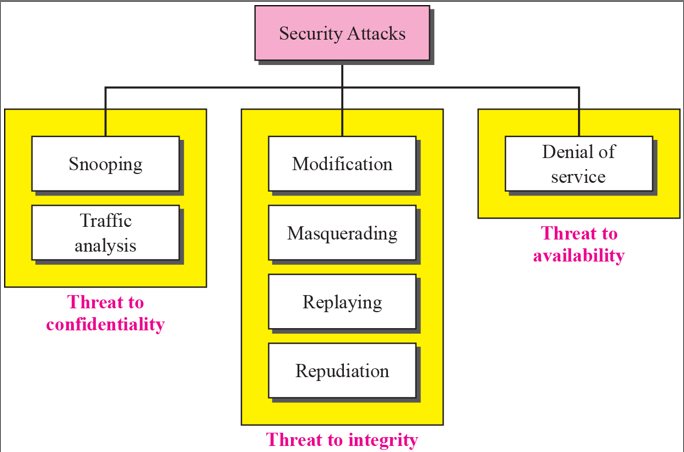 Security Attacks
Snooping
Traffic
analysis
Threat to
confidentiality
Modification
Masquerading
Replaying
Repudiation
Threat to integrity
Denial of
service
Threat to
availability